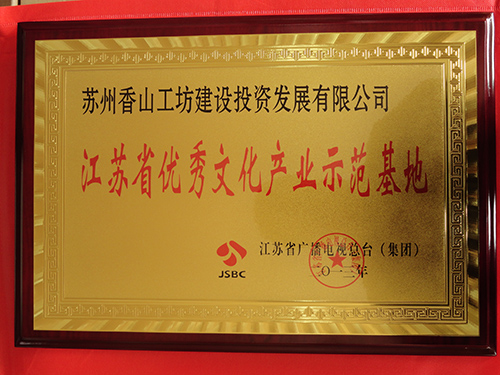 苏州香山工坊建设投资发展有限公司
江苏省优秀文化产业示范基地
JSBC
江苏省广播电视总台（集团）
二〇一三年